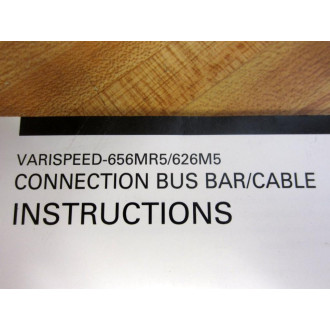 VARISPEED-656MR5/626M5
CONNECTION BUS BAR/CABLE
INSTRUCTIONS